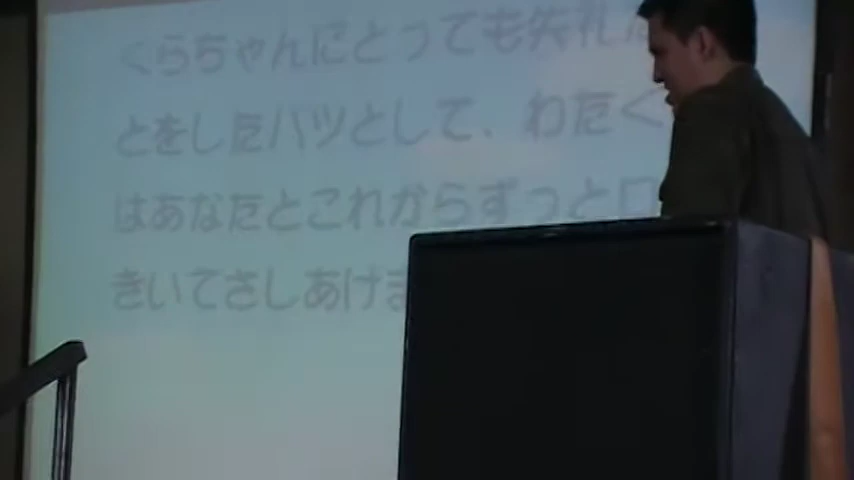 くらちゃんにとっても失礼な
とをしたバツとして、わたく
はあなたとこれからずっと口
きいてさしあげま